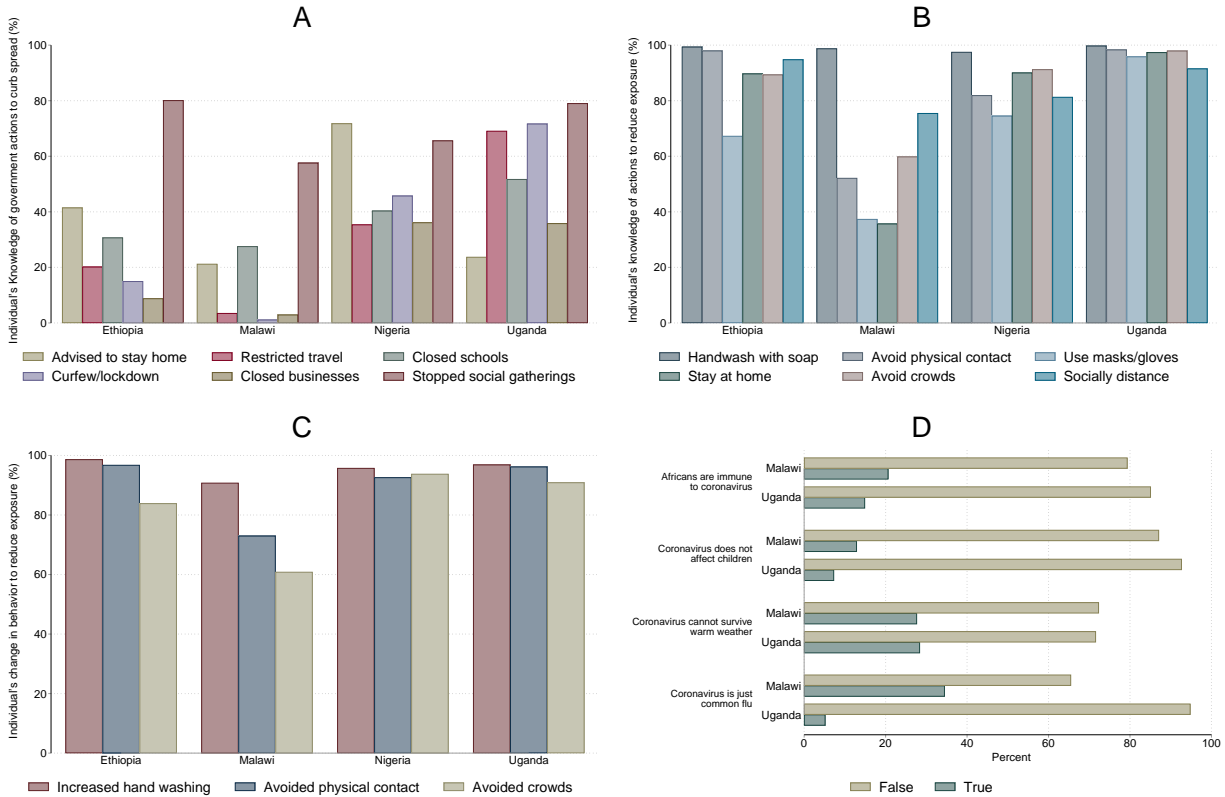 A
Individual's Knowledge of government actions to curb spread (%)
100
80
60
40
20
0
Ethiopia Malawi Nigeria Uganda
Advised to stay home Restricted travel Closed schools
Curfew/lockdown Closed businesses Stopped social gatherings
B
Individual's knowledge of actions to reduce exposure (%)
100
80
60
40
20
0
Ethiopia Malawi Nigeria Uganda
Handwash with soap Avoid physical contact Use masks/gloves
Stay at home Avoid crowds Socially distance
C
Individual's change in behavior to reduce exposure (%)
100
80
60
40
20
0
Ethiopia Malawi Nigeria Uganda
Increased hand washing Avoided physical contact Avoided crowds
D
Africans are immune
to coronavirus
Malawi
Uganda
Coronavirus does not
affect children
Malawi
Uganda
Coronavirus cannot survive
warm weather
Malawi
Uganda
Coronavirus is just
common flu
Malawi
Uganda
0 20 40 60 80 100
Percent
False True